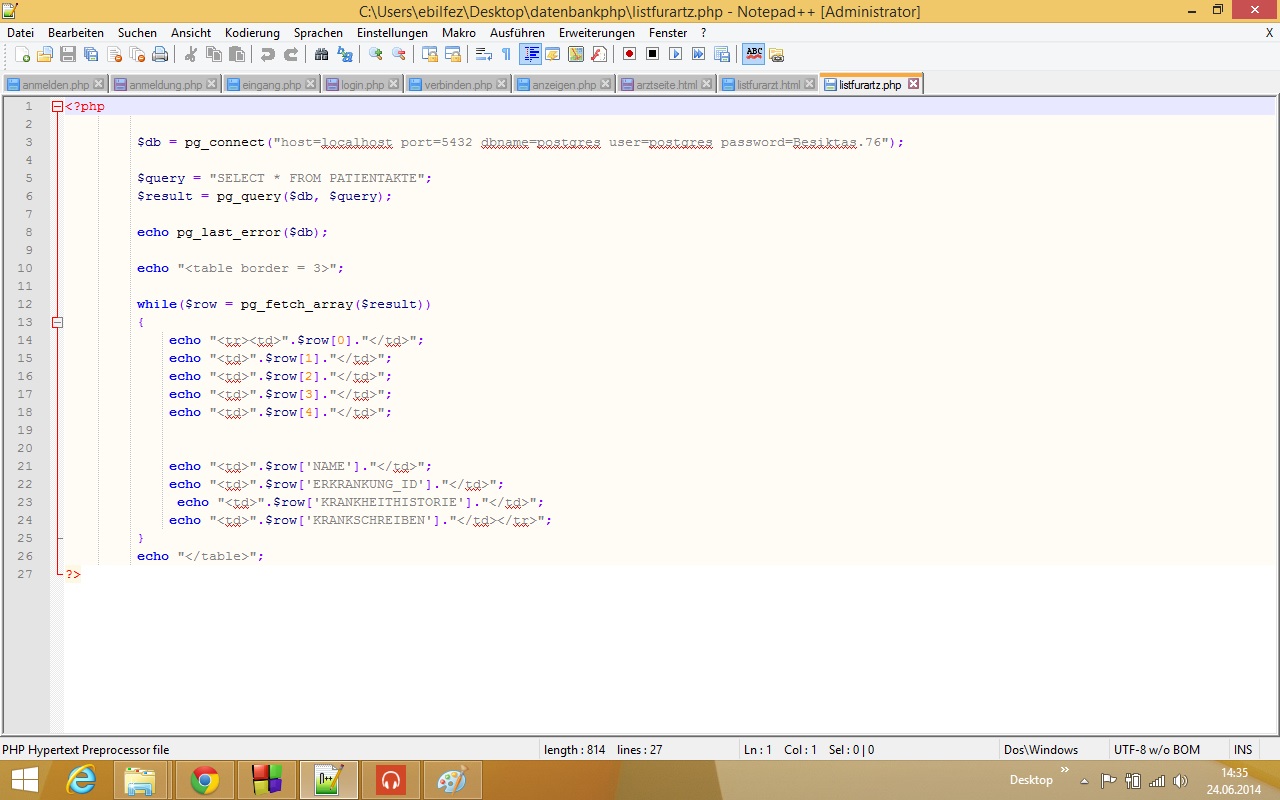 C:\Users\ebilfez\Desktop\datenbankphp\listfurartz.php - Notepad++ [Administrator]
Datei Bearbeiten Suchen Ansicht Kodierung Sprachen Einstellungen Makro Ausführen Erweiterungen Fenster ? X
ABC
anmelden.php anmeldung.php eingang.php login.php verbinden.php anzeigen.php arztseite.html listfurarzt.html listfurartz.php
1 <?php
2
3 $db = pg_connect("host=localhost port=5432 dbname=postgres user=postgres password=Besiktas.76");
4
5 $query = "SELECT * FROM PATIENTAKTE";
6 $result = pg_query($db, $query);
7
8 echo pg_last_error($db);
9
10 echo "<table border = 3>";
11
12 while($row = pg_fetch_array($result))
13 {
14 echo "<tr><td>".$row[0]."</td>";
15 echo "<td>".$row[1]."</td>";
16 echo "<td>".$row[2]."</td>";
17 echo "<td>".$row[3]."</td>";
18 echo "<td>".$row[4]."</td>";
19
20
21 echo "<td>".$row['NAME']."</td>";
22 echo "<td>".$row['ERKRANKUNG_ID']."</td>";
23 echo "<td>".$row['KRANKHEITHISTORIE']."</td>";
24 echo "<td>".$row['KRANKSCHREIBEN']."</td></tr>";
25 }
26 echo "</table>";
27 ?>
PHP Hypertext Preprocessor file length : 814 lines : 27 Ln : 1 Col : 1 Sel : 0 | 0 Dos\Windows UTF-8 w/o BOM INS
Desktop » 14:35
24.06.2014